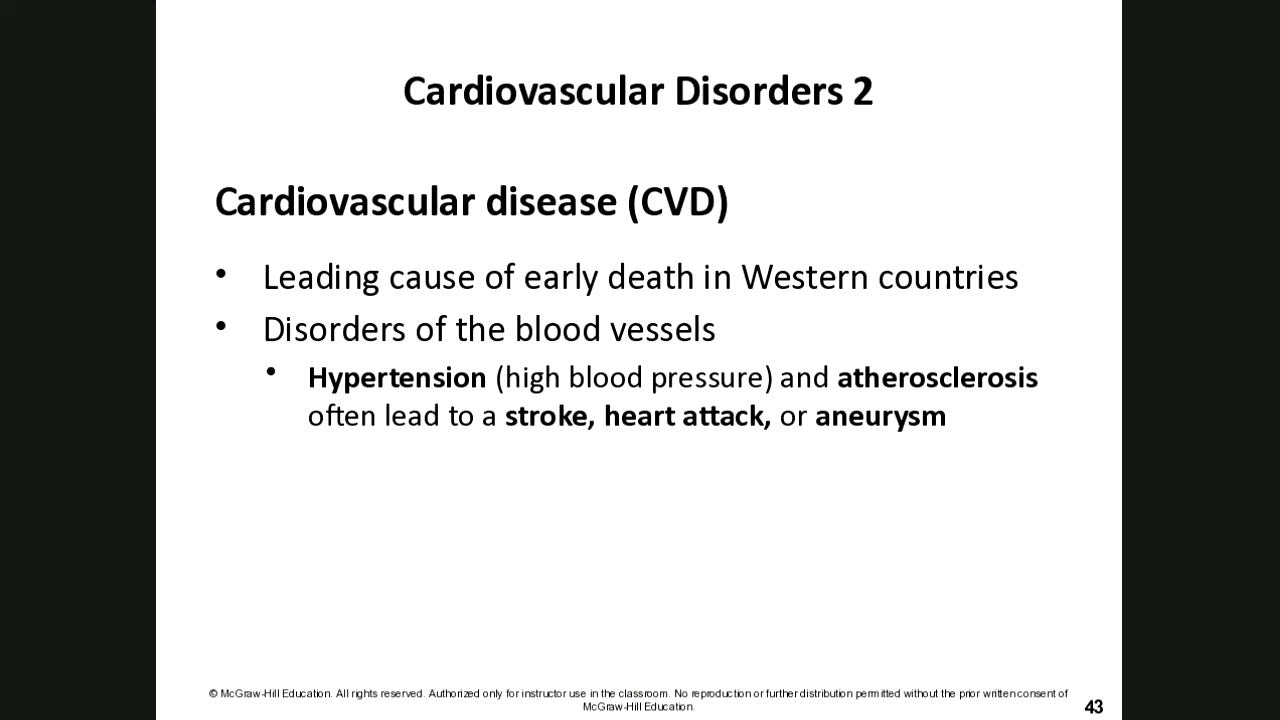 Cardiovascular Disorders 2
Cardiovascular disease (CVD)
• Leading cause of early death in Western countries
• Disorders of the blood vessels
• Hypertension (high blood pressure) and atherosclerosis
often lead to a stroke, heart attack, or aneurysm
© McGraw-Hill Education. All rights reserved. Authorized only for instructor use in the classroom. No reproduction or further distribution permitted without the prior written consent of
McGraw-Hill Education.
43